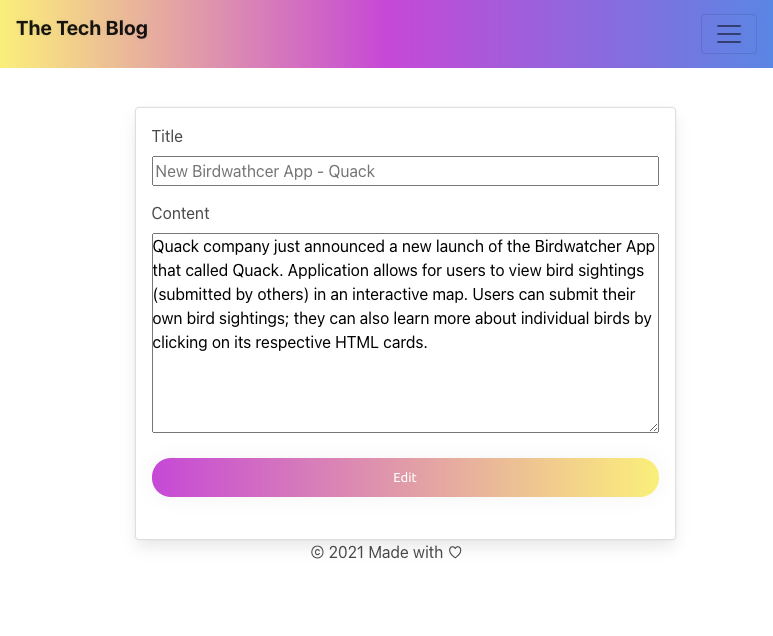 The Tech Blog
Title
New Birdwathcer App - Quack
Content
Quack company just announced a new launch of the Birdwatcher App
that called Quack. Application allows for users to view bird sightings
(submitted by others) in an interactive map. Users can submit their
own bird sightings; they can also learn more about individual birds by
clicking on its respective HTML cards.
Edit
© 2021 Made with ♡